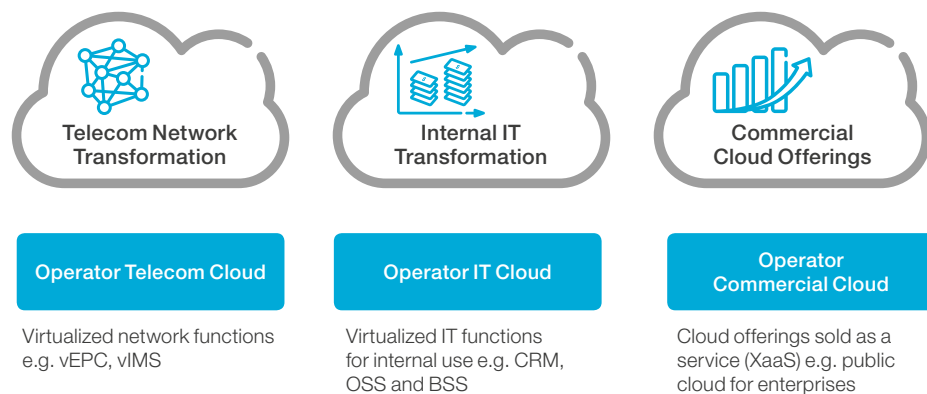 Telecom Network
Transformation
Internal IT
Transformation
Commercial
Cloud Offerings
Operator Telecom Cloud
Operator IT Cloud
Operator
Commercial Cloud
Virtualized network functions
e.g. vEPC, vIMS
Virtualized IT functions
for internal use e.g. CRM,
OSS and BSS
Cloud offerings sold as a
service (XaaS) e.g. public
cloud for enterprises